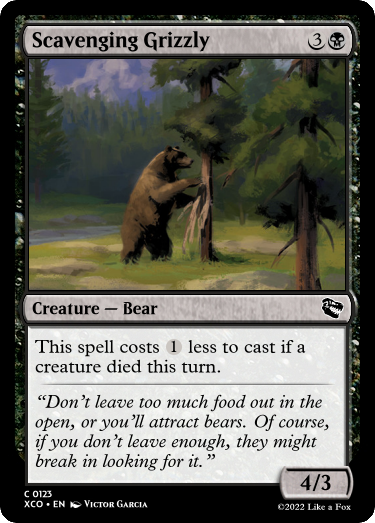 Scavenging Grizzly 3
Creature — Bear
This spell costs 1 less to cast if a
creature died this turn.
“Don’t leave too much food out in the
open, or you’ll attract bears. Of course,
if you don’t leave enough, they might
break in looking for it.”
4/3
C 0123
XCO • EN Victor Garcia
©2022 Like a Fox